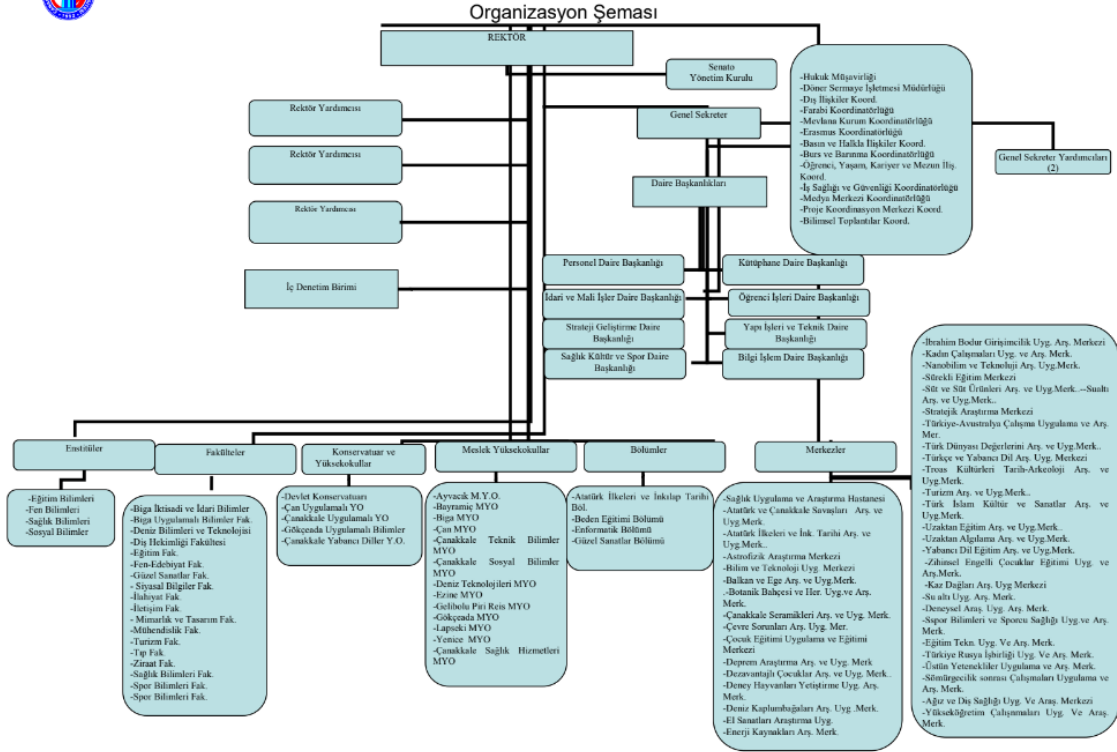 Organizasyon Şeması
REKTÖR
Senato
Yönetim Kurulu
Rektör Yardımcısı
Rektör Yardımcısı
Rektör Yardımcısı
İç Denetim Birimi
Genel Sekreter
Daire Başkanlıkları
-Hukuk Müşavirliği
-Döner Sermaye İşletmesi Müdürlüğü
-Dış İlişkiler Koord.
-Farabi Koordinatörlüğü
-Mevlana Kurum Koordinatörlüğü
-Erasmus Koordinatörlüğü
-Basın ve Halkla İlişkiler Koord.
-Burs ve Barınma Koordinatörlüğü
-Öğrenci, Yaşam, Kariyer ve Mezun İliş.
Koord.
-İş Sağlığı ve Güvenliği Koordinatörlüğü
-Medya Merkezi Koordinatörlüğü
-Proje Koordinasyon Merkezi Koord.
-Bilimsel Toplantılar Koord.
Genel Sekreter Yardımcıları
(2)
Personel Daire Başkanlığı
Kütüphane Daire Başkanlığı
İdari ve Mali İşler Daire Başkanlığı
Öğrenci İşleri Daire Başkanlığı
Strateji Geliştirme Daire
Başkanlığı
Yapı İşleri ve Teknik Daire
Başkanlığı
Sağlık Kültür ve Spor Daire
Başkanlığı
Bilgi İşlem Daire Başkanlığı
Enstitüler
-Eğitim Bilimleri
-Fen Bilimleri
-Sağlık Bilimleri
-Sosyal Bilimler
Fakülteler
-Biga İktisadi ve İdari Bilimler
-Biga Uygulamalı Bilimler Fak.
-Deniz Bilimleri ve Teknolojisi
-Diş Hekimliği Fakültesi
-Eğitim Fak.
-Fen-Edebiyat Fak.
-Güzel Sanatlar Fak.
- Siyasal Bilgiler Fak.
-İlahiyat Fak.
-İletişim Fak.
- Mimarlık ve Tasarım Fak.
-Mühendislik Fak.
-Turizm Fak.
-Tıp Fak.
-Ziraat Fak.
-Sağlık Bilimleri Fak.
-Spor Bilimleri Fak.
-Spor Bilimleri Fak.
Konservatuar ve
Yüksekokullar
-Devlet Konservatuarı
-Çan Uygulamalı YO
-Çanakkale Uygulamalı YO
-Gökçeada Uygulamalı Bilimler
-Çanakkale Yabancı Diller Y.O.
Meslek Yüksekokullar
-Ayvacık M.Y.O.
-Bayramiç MYO
-Biga MYO
-Çan MYO
-Çanakkale Teknik Bilimler
MYO
-Çanakkale Sosyal Bilimler
MYO
-Deniz Teknolojileri MYO
-Ezine MYO
-Gelibolu Piri Reis MYO
-Gökçeada MYO
-Lapseki MYO
-Yenice MYO
-Çanakkale Sağlık Hizmetleri
MYO
Bölümler
-Atatürk İlkeleri ve İnkılap Tarihi
Böl.
-Beden Eğitimi Bölümü
-Enformatik Bölümü
-Güzel Sanatlar Bölümü
Merkezler
-Sağlık Uygulama ve Araştırma Hastanesi
-Atatürk ve Çanakkale Savaşları Arş. ve
Uyg Merk.
-Atatürk İlkeleri ve İnk. Tarihi Arş. ve
Uyg.Merk..
-Astrofizik Araştırma Merkezi
-Bilim ve Teknoloji Uyg. Merkezi
-Balkan ve Ege Arş. ve Uyg.Merk.
.-Botanik Bahçesi ve Her. Uyg.ve Arş.
Merk.
-Çanakkale Seramikleri Arş. ve Uyg. Merk.
-Çevre Sorunları Arş. Uyg. Mer.
-Çocuk Eğitimi Uygulama ve Eğitimi
Merkezi
-Deprem Araştırma Arş. ve Uyg. Merk
-Dezavantajlı Çocuklar Arş. ve Uyg. Merk..
-Deney Hayvanları Yetiştirme Uyg. Arş.
Merk.
-Deniz Kaplumbağaları Arş. Uyg .Merk.
-El Sanatları Araştırma Uyg.
-Enerji Kaynakları Arş. Merk.
-İbrahim Bodur Girişimcilik Uyg. Arş. Merkezi
-Kadın Çalışmaları Uyg. ve Arş. Merk.
-Nanobilim ve Teknoluji Arş. Uyg.Merk.
-Sürekli Eğitim Merkezi
-Süt ve Süt Ürünleri Arş. ve Uyg.Merk..--Sualtı
Arş. ve Uyg.Merk..
-Stratejik Araştırma Merkezi
-Türkiye-Avustralya Çalışma Uygulama ve Arş.
Mer..
-Türk Dünyası Değerlerini Arş. ve Uyg.Merk..
-Türkçe ve Yabancı Dil Arş. Uyg. Merkezi
-Troas Kültürleri Tarih-Arkeoloji Arş. ve
Uyg.Merk.
-Turizm Arş. ve Uyg.Merk..
-Türk İslam Kültür ve Sanatlar Arş. ve
Uyg.Merk.
-Uzaktan Eğitim Arş. ve Uyg.Merk..
-Uzaktan Algılama Arş. ve Uyg.Merk.
-Yabancı Dil Eğitim Arş. ve Uyg.Merk.
-Zihinsel Engelli Çocuklar Eğitimi Uyg. ve
Arş.Merk.
-Kaz Dağları Arş. Uyg Merkezi
-Su altı Uyg. Arş. Merk.
-Deneysel Araş. Uyg. Arş. Merk.
-Sspor Bilimleri ve Sporcu Sağlığı Uyg.ve Arş.
Merk.
-Eğitim Tekn. Uyg. Ve Arş. Merk.
-Türkiye Rusya İşbirliği Uyg. Ve Arş. Merk.
-Üstün Yetenekliler Uygulama ve Arş. Merk.
-Sömürgecilik sonrası Çalışmaları Uygulama ve
Arş. Merk.
-Ağız ve Diş Sağlığı Uyg. Ve Araş. Merkezi
-Yükseköğretim Çalışmaları Uyg. Ve Araş.
Merk.